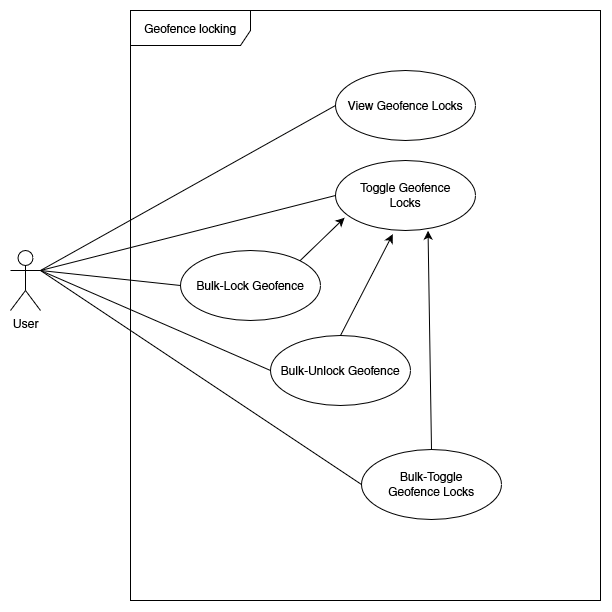 Geofence locking
View Geofence Locks
Toggle Geofence
Locks
Bulk-Lock Geofence
User
Bulk-Unlock Geofence
Bulk-Toggle
Geofence Locks